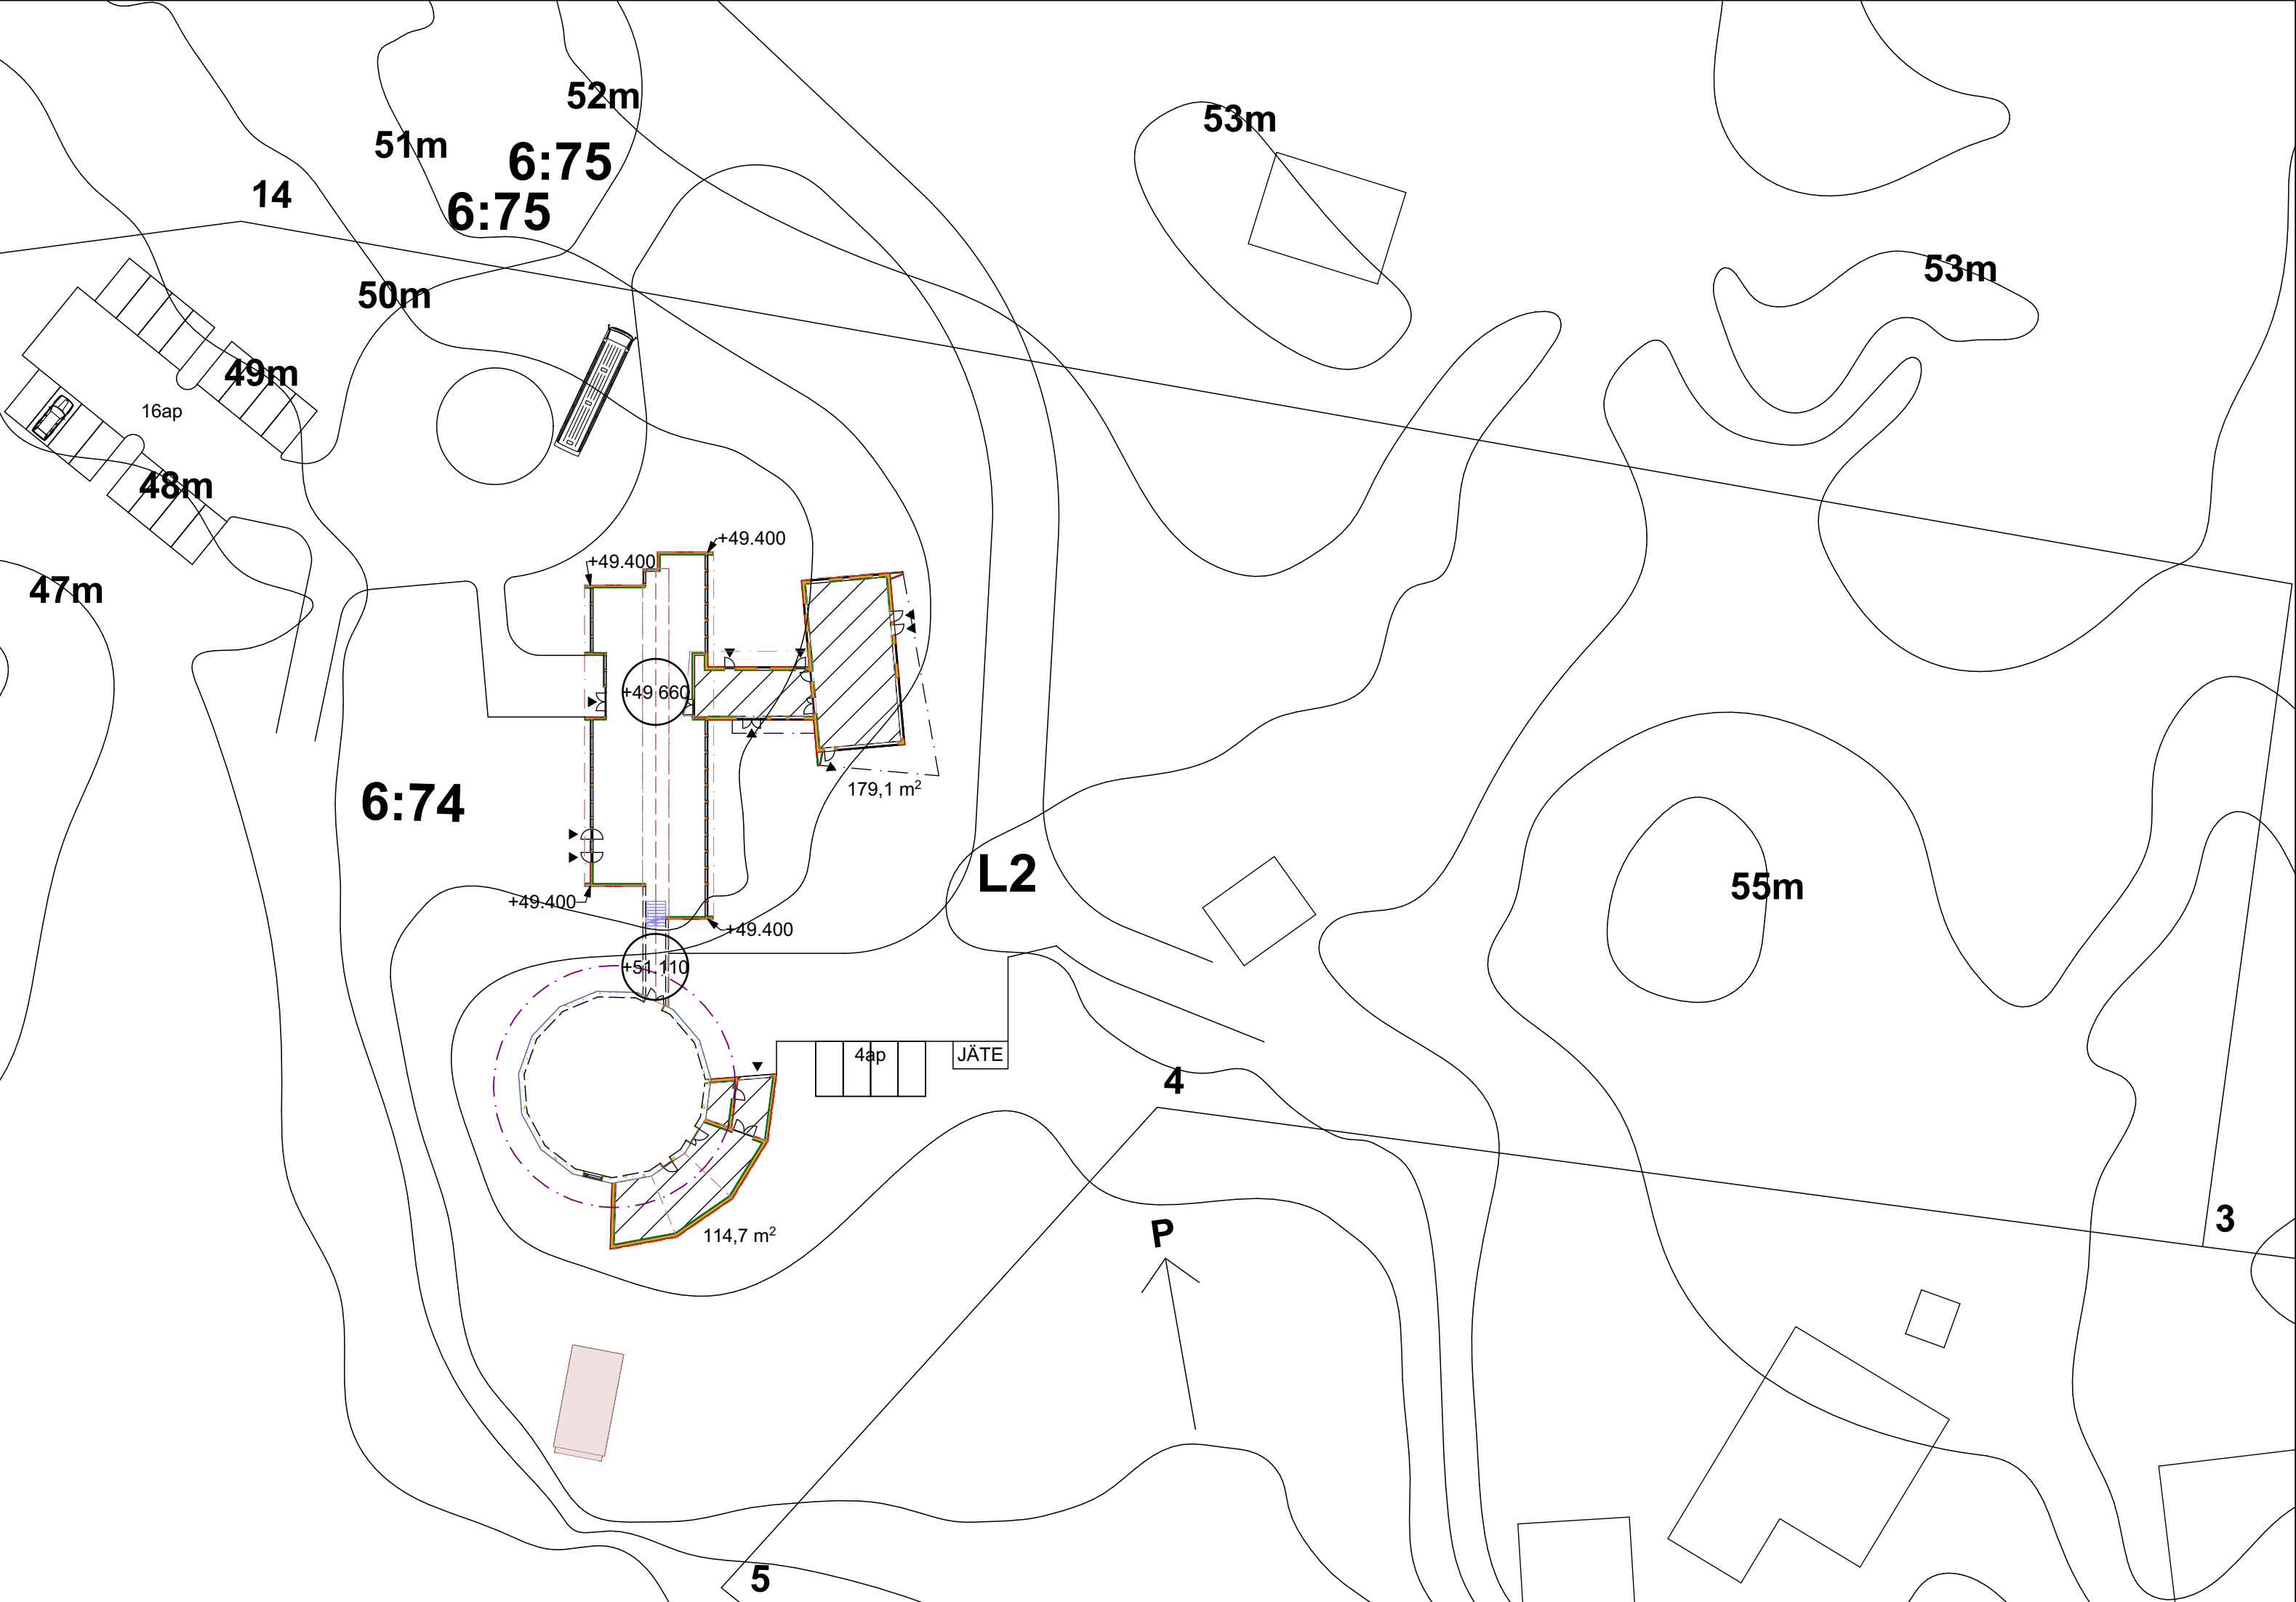 52m
53m
51m
6:75
14
6:75
53m
50m
49m
16ap
48m
+49.400
+49.400
47m
+49.660
179,1 m²
6:74
L2
55m
+49.400
+49.400
+51.110
4ap
JÄTE
4
3
P
114,7 m²
5